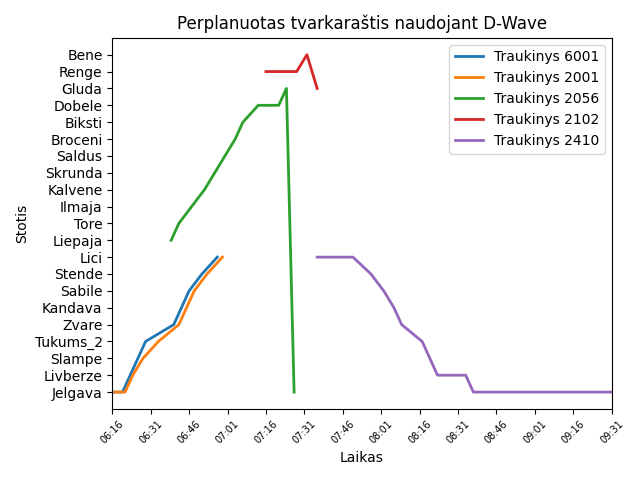 Perplanuotas tvarkaraštis naudojant D-Wave
Traukinys 6001
Traukinys 2001
Traukinys 2056
Traukinys 2102
Traukinys 2410
Stotis
Bene
Renge
Gluda
Dobele
Biksti
Broceni
Saldus
Skrunda
Kalvene
Ilmaja
Tore
Liepaja
Lici
Stende
Sabile
Kandava
Zvare
Tukums_2
Slampe
Livberze
Jelgava
06:16 06:31 06:46 07:01 07:16 07:31 07:46 08:01 08:16 08:31 08:46 09:01 09:16 09:31
Laikas